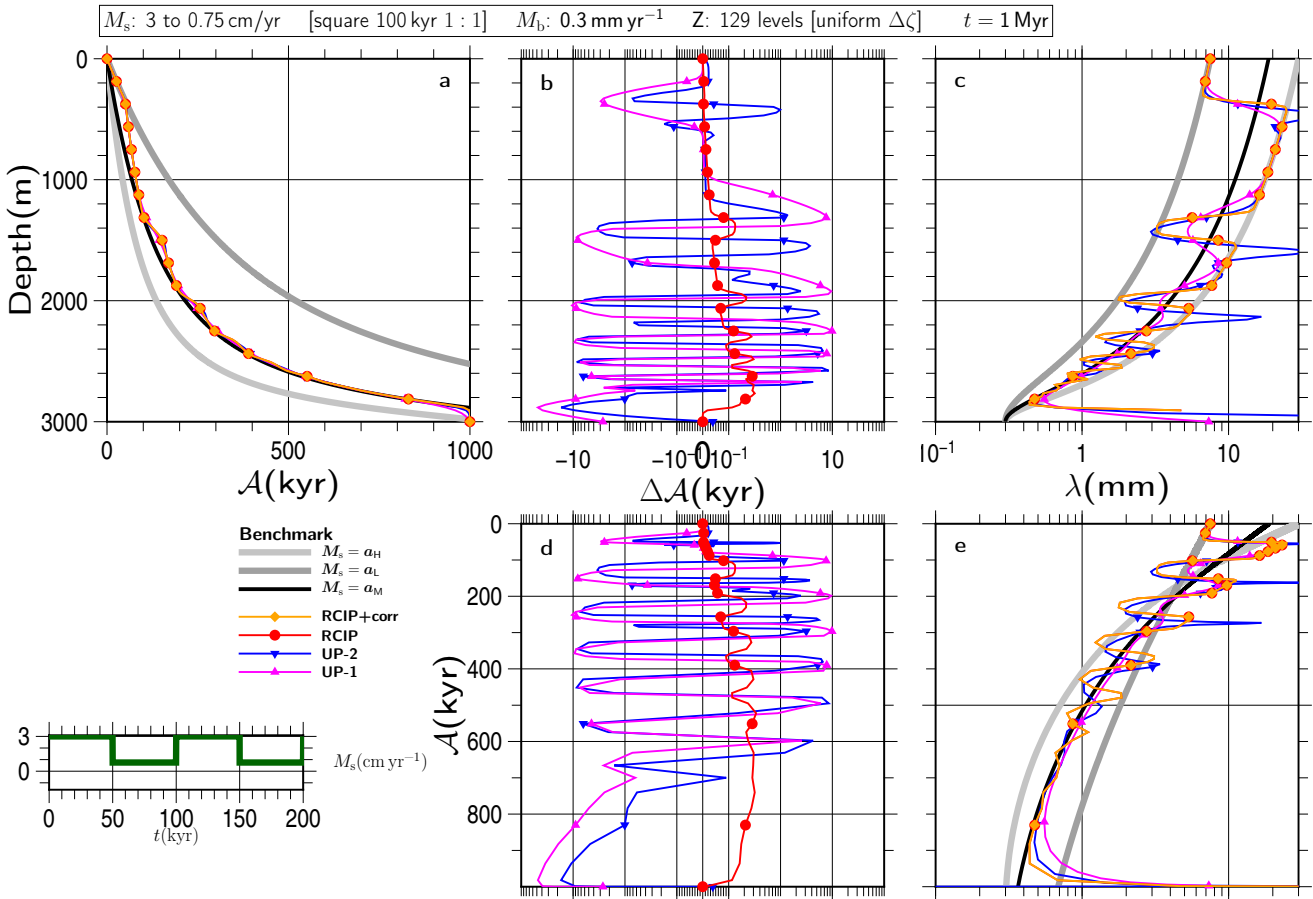 Mₛ: 3 to 0.75 cm/yr [square 100 kyr 1 : 1] M_b: 0.3 mm yr⁻¹ Z: 129 levels [uniform Δζ] t = 1 Myr
a b c
0
1000
2000
3000
Depth(m)
0 500 1000
𝒜(kyr)
−10 −10⁻¹ 0 10⁻¹ 10
Δ𝒜(kyr)
10⁻¹ 1 10
λ(mm)
Benchmark
Mₛ = a_H
Mₛ = a_L
Mₛ = a_M
RCIP+corr
RCIP
UP-2
UP-1
3
0
Mₛ(cm yr⁻¹)
0 50 100 150 200
t(kyr)
d e
0
200
400
600
800
𝒜(kyr)